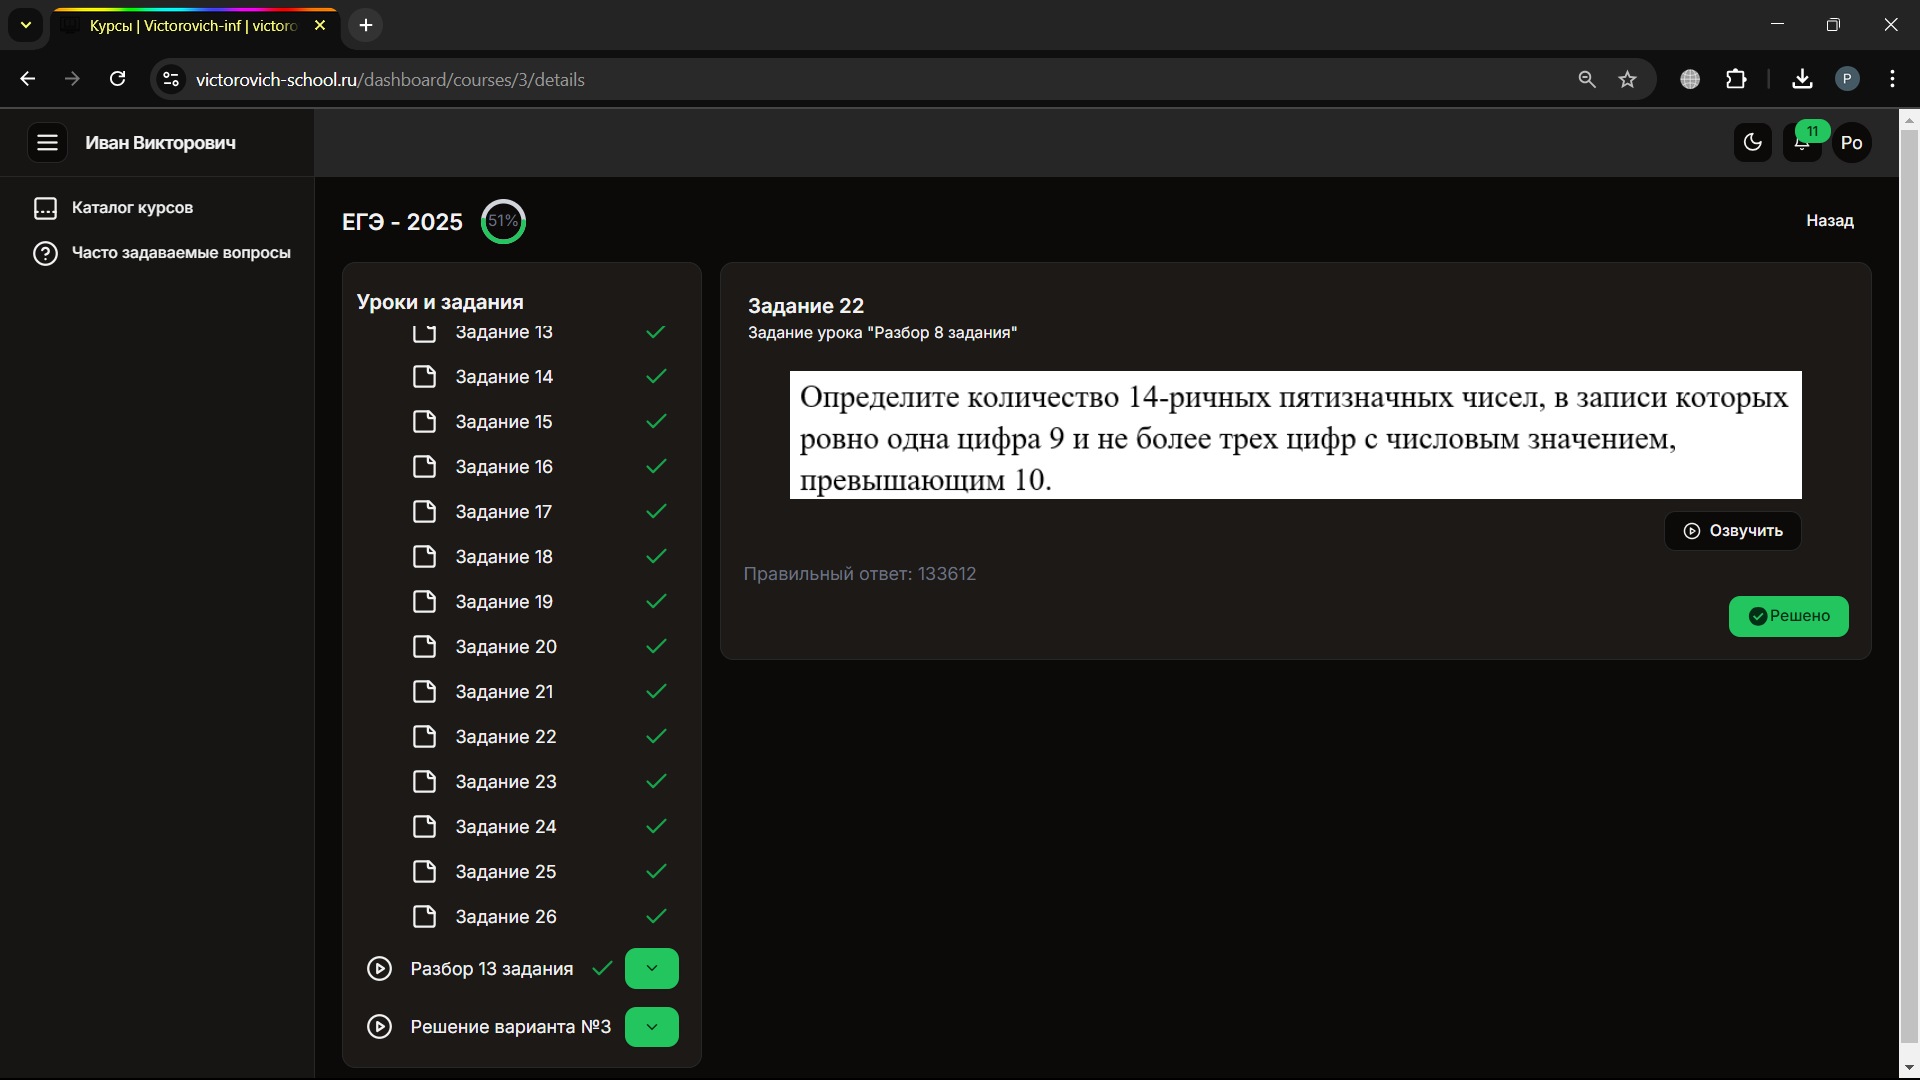 Курсы | Victorovich-inf | victoro
victorovich-school.ru/dashboard/courses/3/details
P
Иван Викторович
11
Po
Каталог курсов
Часто задаваемые вопросы
ЕГЭ - 2025
51%
Назад
Уроки и задания
Задание 13
Задание 14
Задание 15
Задание 16
Задание 17
Задание 18
Задание 19
Задание 20
Задание 21
Задание 22
Задание 23
Задание 24
Задание 25
Задание 26
Разбор 13 задания
Решение варианта №3
Задание 22
Задание урока "Разбор 8 задания"
Определите количество 14-ричных пятизначных чисел, в записи которых
ровно одна цифра 9 и не более трех цифр с числовым значением,
превышающим 10.
Озвучить
Правильный ответ: 133612
Решено